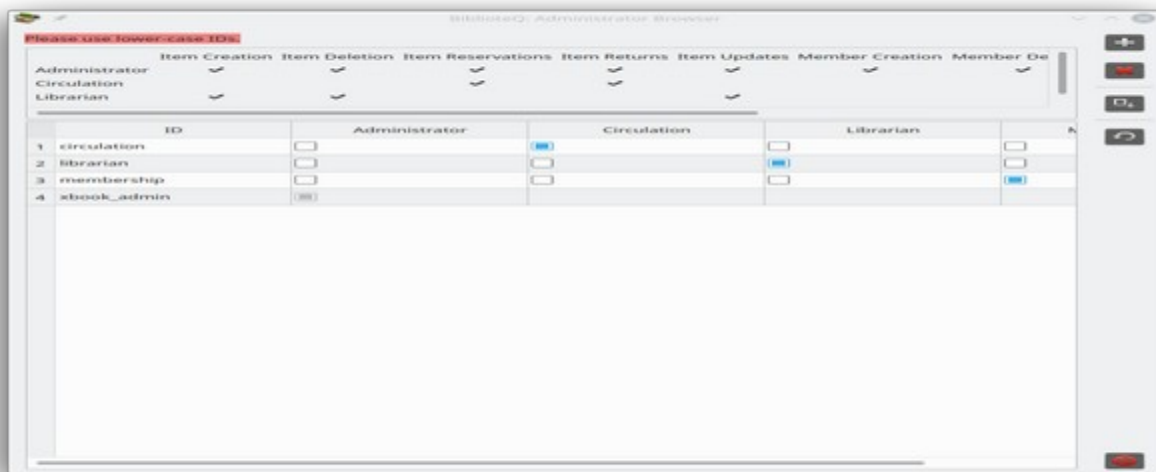 BiblioteQ: Administrator Browser
Please use lower-case IDs.
Item Creation Item Deletion Item Reservations Item Returns Item Updates Member Creation Member De
Administrator
Circulation
Librarian
ID Administrator Circulation Librarian M
1 circulation
2 librarian
3 membership
4 xbook_admin